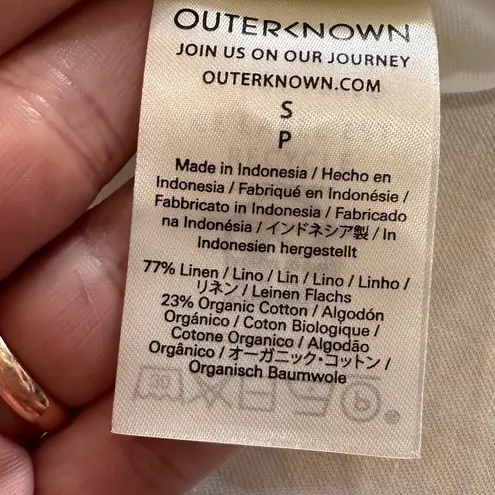 OUTERKNOWN
JOIN US ON OUR JOURNEY
OUTERKNOWN.COM
S
P
Made in Indonesia / Hecho en
Indonesia / Fabriqué en Indonésie /
Fabbricato in Indonesia / Fabricado
na Indonésia / インドネシア製 / In
Indonesien hergestellt
77% Linen / Lino / Lin / Lino / Linho /
リネン / Leinen Flachs
23% Organic Cotton / Algodón
Orgánico / Coton Biologique /
Cotone Organico / Algodão
Orgânico / オーガニック・コットン /
Organisch Baumwole